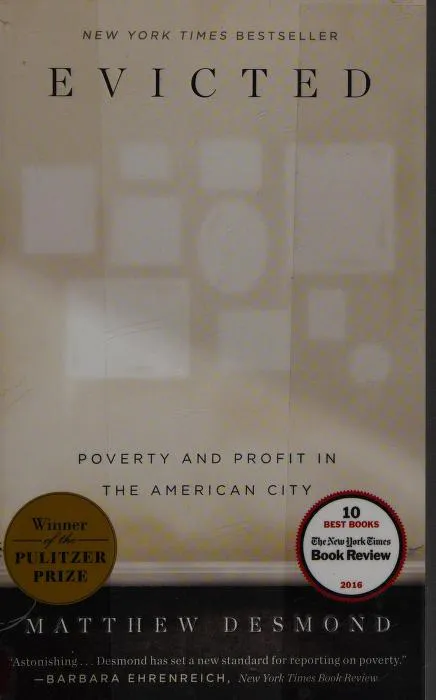 NEW YORK TIMES BESTSELLER
EVICTED
POVERTY AND PROFIT IN
THE AMERICAN CITY
Winner
of the
PULITZER
PRIZE
10
BEST BOOKS
The New York Times
Book Review
2016
MATTHEW DESMOND
"Astonishing . . . Desmond has set a new standard for reporting on poverty."
—BARBARA EHRENREICH, New York Times Book Review